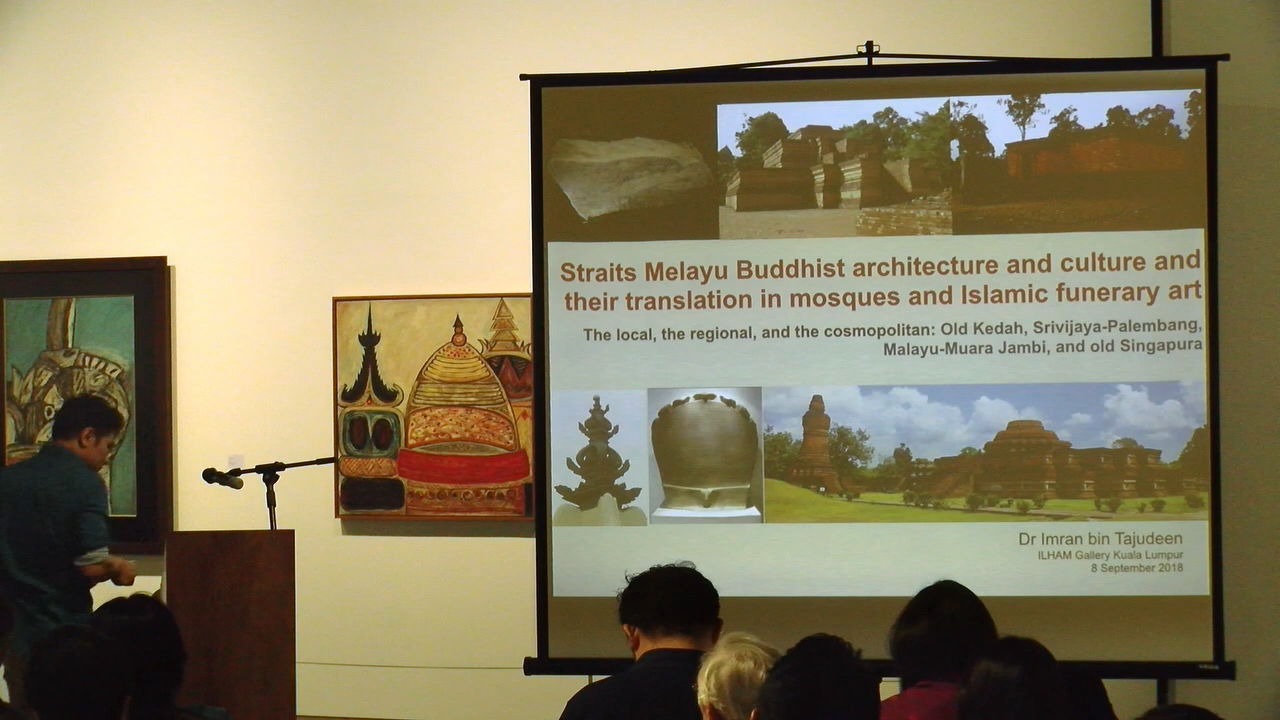 Straits Melayu Buddhist architecture and culture and
their translation in mosques and Islamic funerary art
The local, the regional, and the cosmopolitan: Old Kedah, Srivijaya-Palembang,
Malayu-Muara Jambi, and old Singapura
Dr Imran bin Tajudeen
ILHAM Gallery Kuala Lumpur
8 September 2018